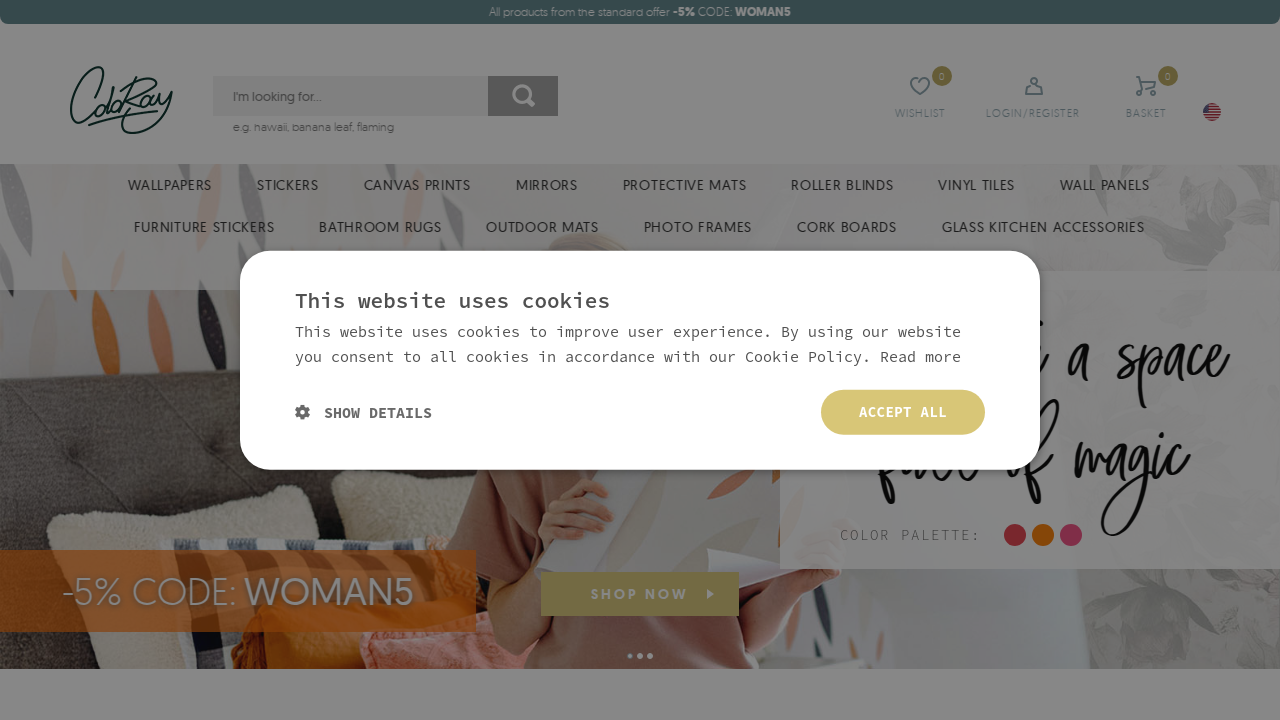 All products from the standard offer -5% CODE: WOMAN5
ColoRay
I'm looking for...
e.g. hawaii, banana leaf, flaming
0
WISHLIST
LOGIN/REGISTER
0
BASKET
WALLPAPERS STICKERS CANVAS PRINTS MIRRORS PROTECTIVE MATS ROLLER BLINDS VINYL TILES WALL PANELS
FURNITURE STICKERS BATHROOM RUGS OUTDOOR MATS PHOTO FRAMES CORK BOARDS GLASS KITCHEN ACCESSORIES
This website uses cookies
This website uses cookies to improve user experience. By using our website
you consent to all cookies in accordance with our Cookie Policy. Read more
SHOW DETAILS
ACCEPT ALL
a space
full of magic
COLOR PALETTE:
-5% CODE: WOMAN5
SHOP NOW